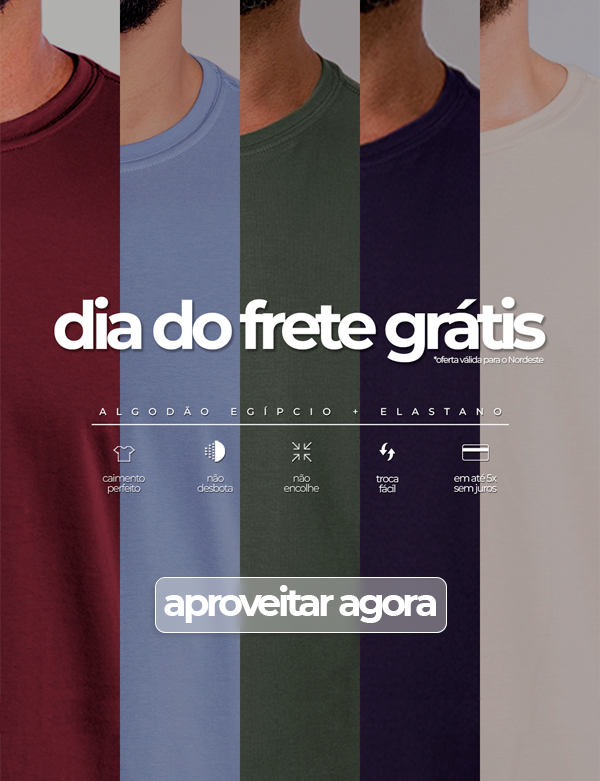 dia do frete grátis
*oferta válida para o Nordeste
ALGODÃO EGÍPCIO + ELASTANO
caimento
perfeito
não
desbota
não
encolhe
troca
fácil
em até 5x
sem juros
aproveitar agora